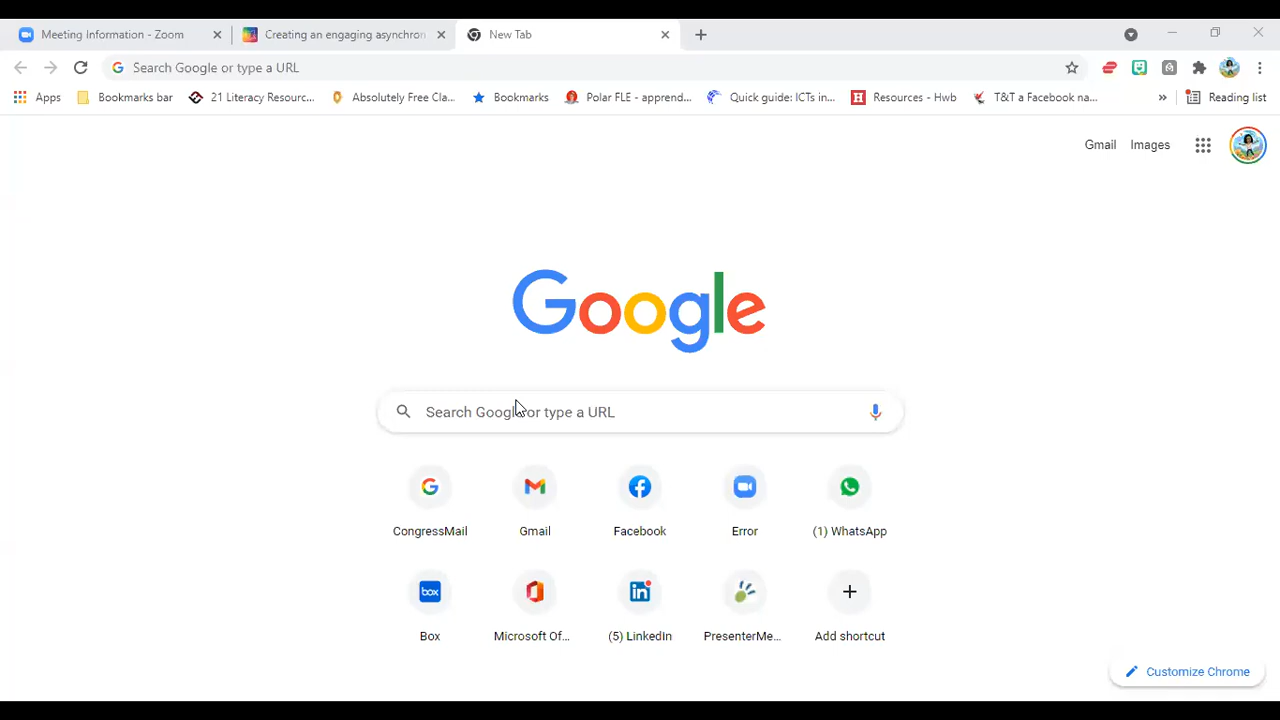 Meeting Information - Zoom
Creating an engaging asynchron
New Tab
Search Google or type a URL
Apps
Bookmarks bar
21 Literacy Resourc...
Absolutely Free Cla...
Bookmarks
Polar FLE - apprend...
Quick guide: ICTs in...
Resources - Hwb
T&T a Facebook na...
»
Reading list
Gmail
Images
Google
Search Google or type a URL
CongressMail
Gmail
Facebook
Error
(1) WhatsApp
box
in
Box
Microsoft Of...
(5) LinkedIn
PresenterMe...
Add shortcut
Customize Chrome